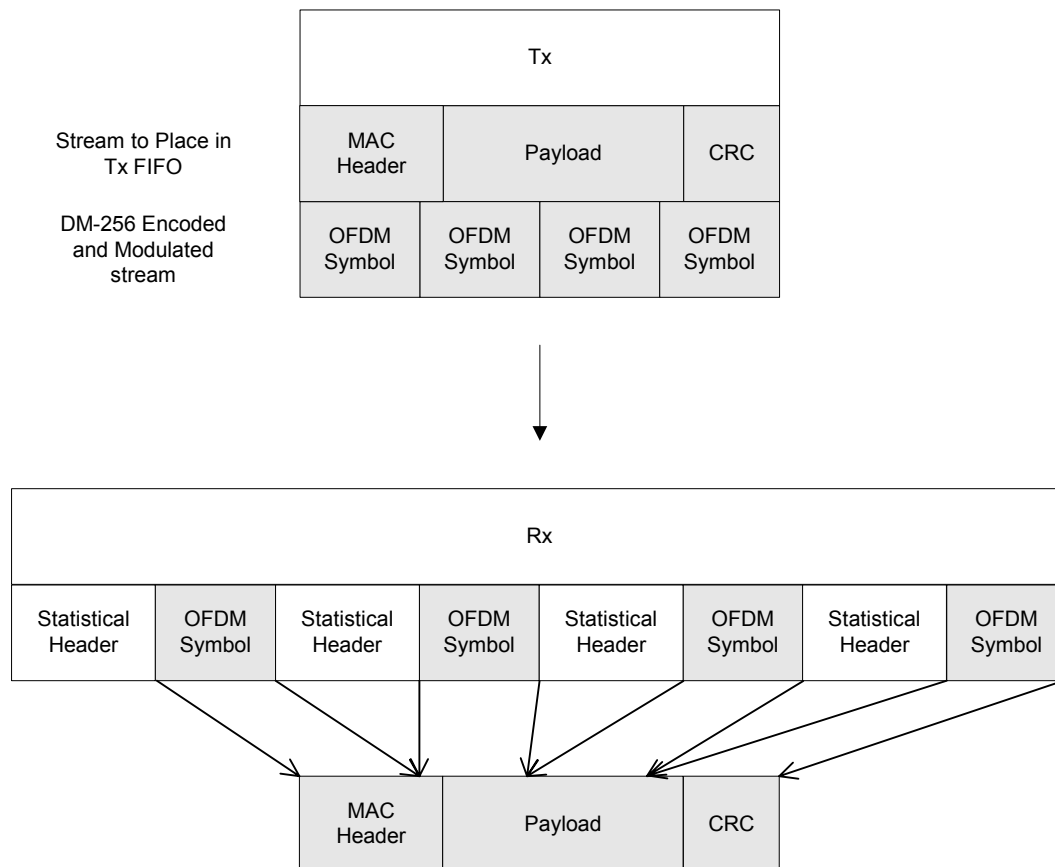 Tx
Stream to Place in
Tx FIFO
MAC
Header
Payload
CRC
DM-256 Encoded
and Modulated
stream
OFDM
Symbol
OFDM
Symbol
OFDM
Symbol
OFDM
Symbol
Rx
Statistical
Header
OFDM
Symbol
Statistical
Header
OFDM
Symbol
Statistical
Header
OFDM
Symbol
Statistical
Header
OFDM
Symbol
MAC
Header
Payload
CRC